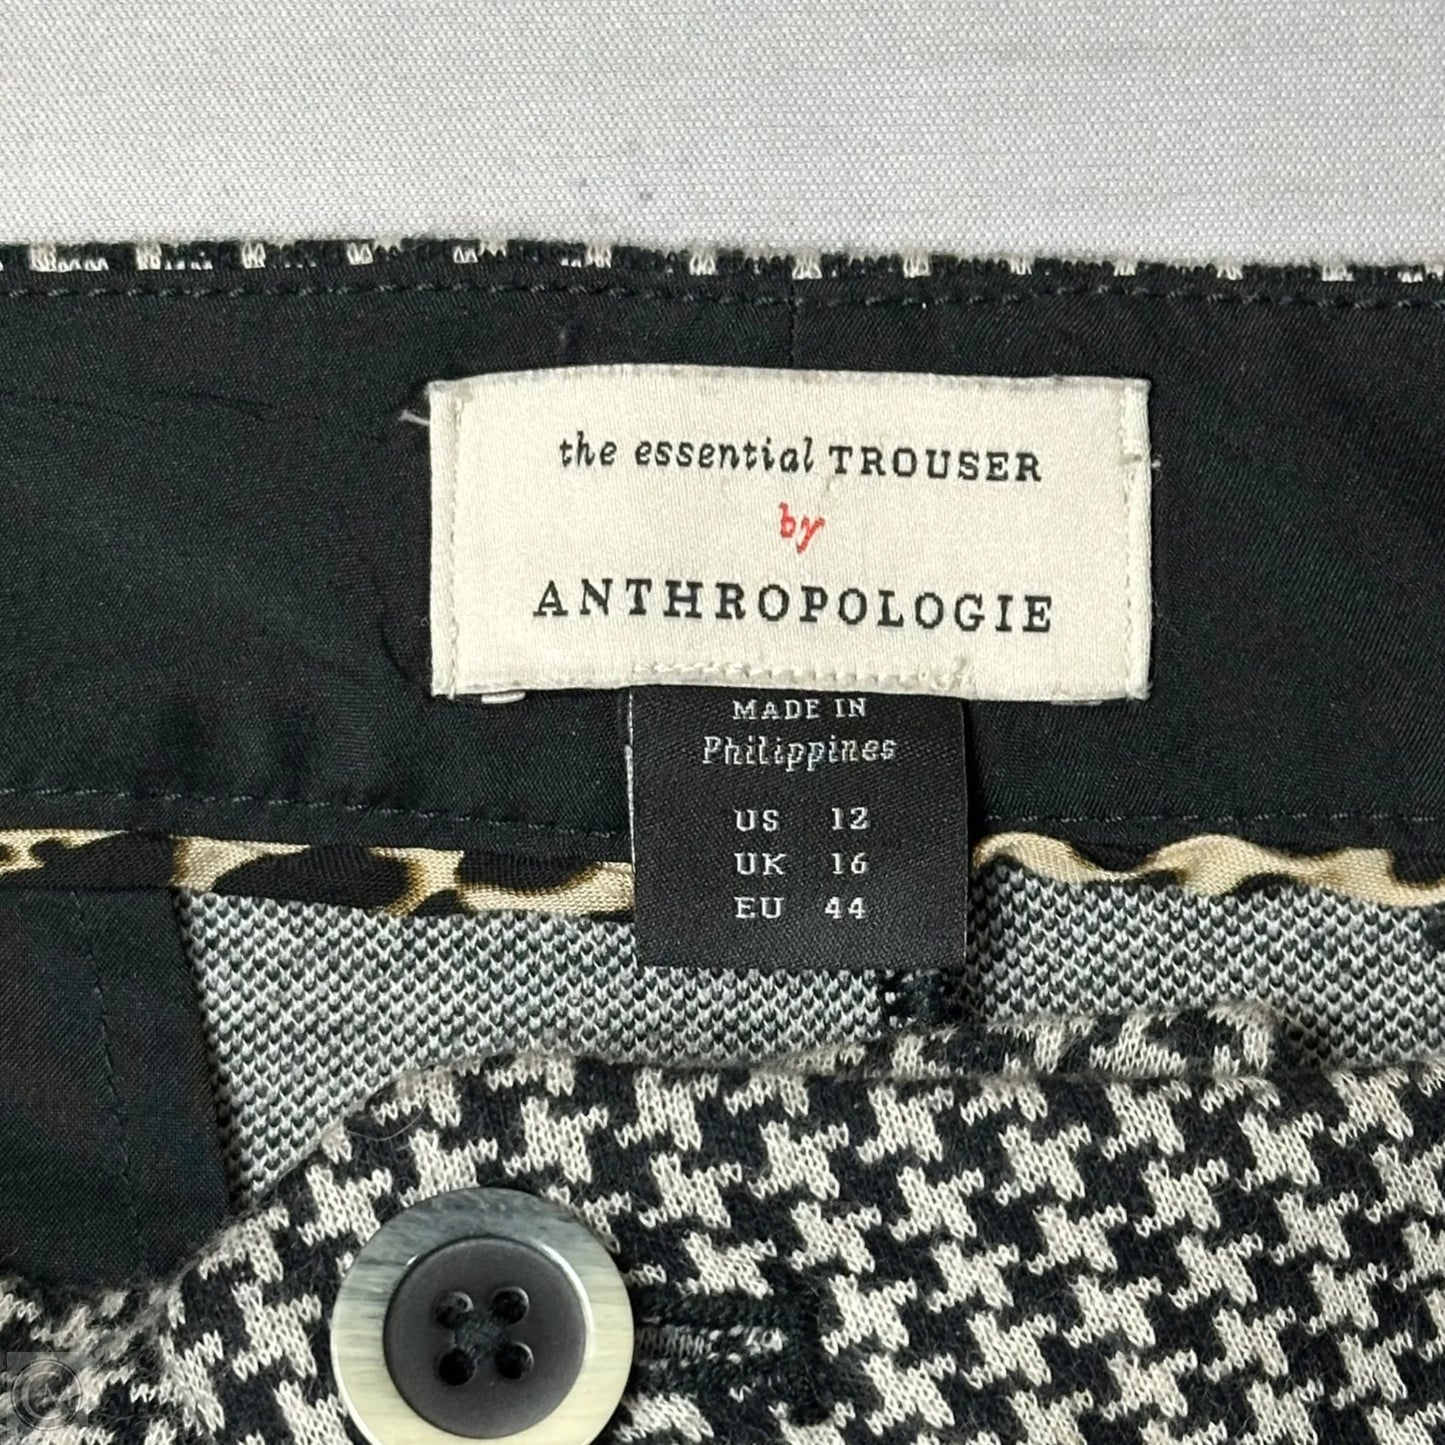 the essential TROUSER
by
ANTHROPOLOGIE
MADE IN
Philippines
US 12
UK 16
EU 44